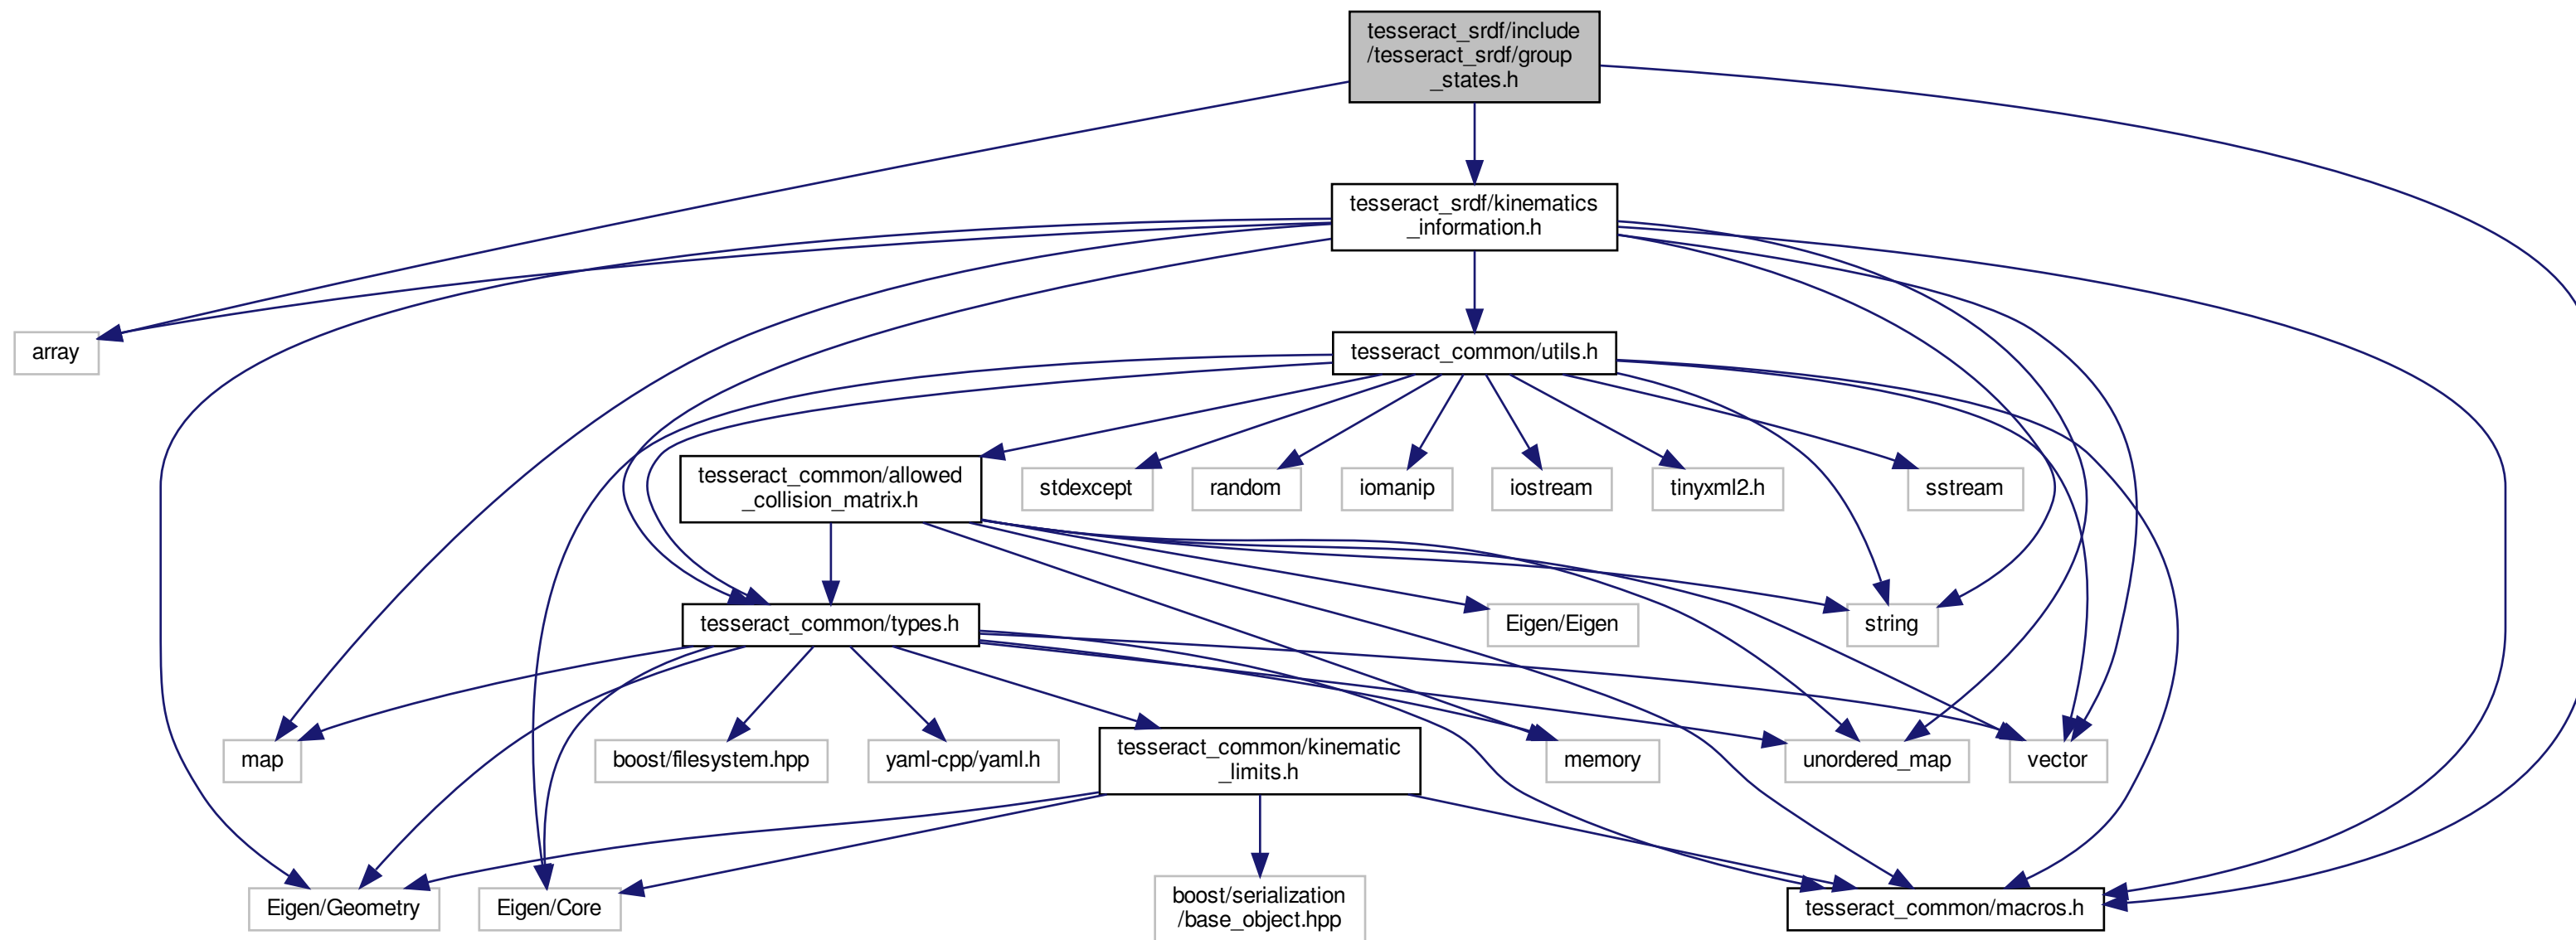 tesseract_srdf/include
/tesseract_srdf/group
_states.h
tesseract_srdf/kinematics
_information.h
array
tesseract_common/utils.h
tesseract_common/allowed
_collision_matrix.h
stdexcept
random
iomanip
iostream
tinyxml2.h
sstream
tesseract_common/types.h
Eigen/Eigen
string
map
boost/filesystem.hpp
yaml-cpp/yaml.h
tesseract_common/kinematic
_limits.h
memory
unordered_map
vector
Eigen/Geometry
Eigen/Core
boost/serialization
/base_object.hpp
tesseract_common/macros.h